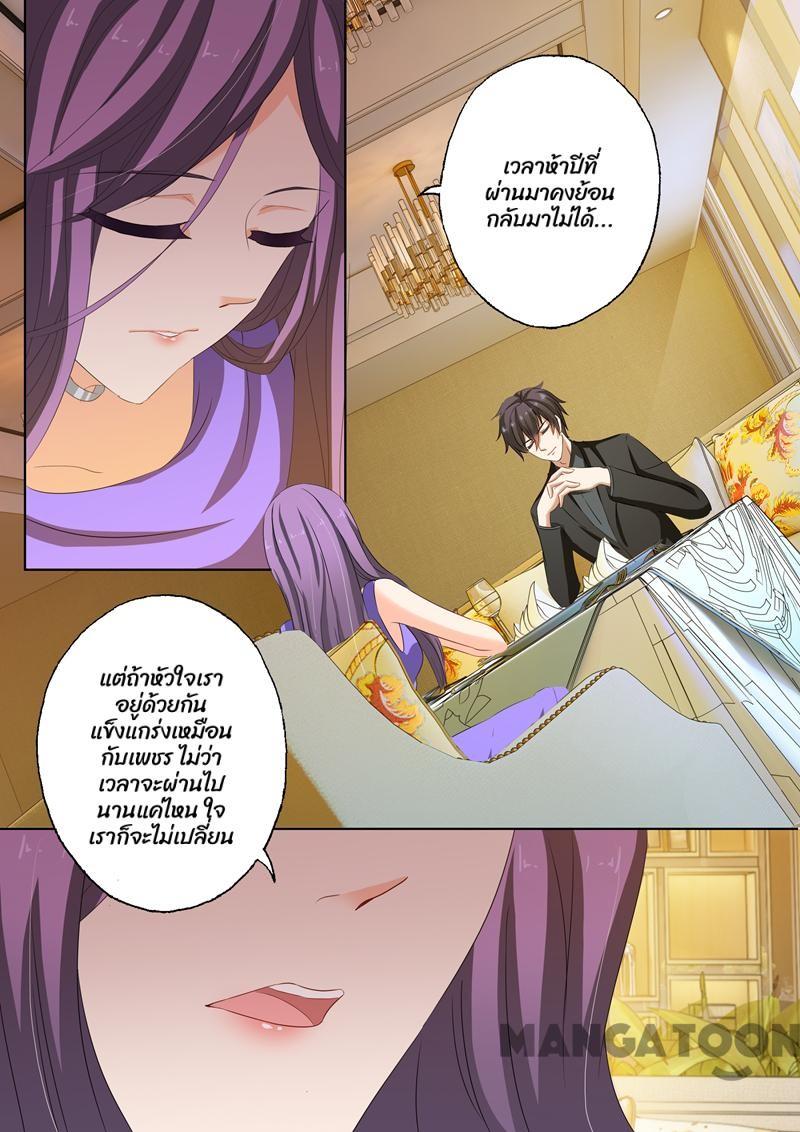 เวลาห้าปีที่
ผ่านมาคงย้อน
กลับมาไม่ได้...
แต่ถ้าหัวใจเรา
อยู่ด้วยกัน
แข็งแกร่งเหมือน
กับเพชร ไม่ว่า
เวลาจะผ่านไป
นานแค่ไหน ใจ
เราก็จะไม่เปลี่ยน
MANGATOON